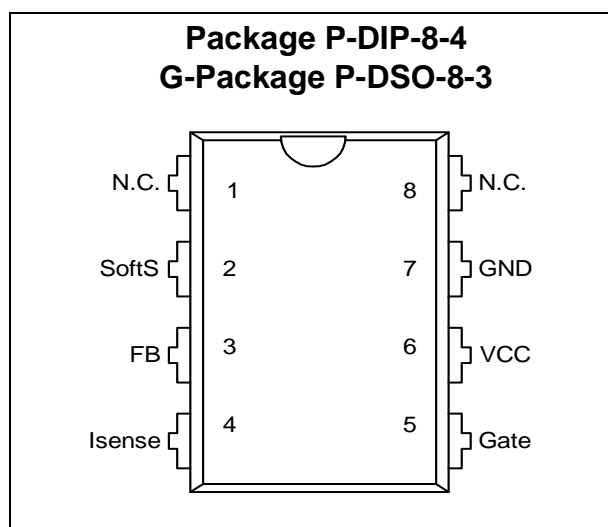 Package P-DIP-8-4
G-Package P-DSO-8-3
N.C. 1 8 N.C.
SoftS 2 7 GND
FB 3 6 VCC
Isense 4 5 Gate